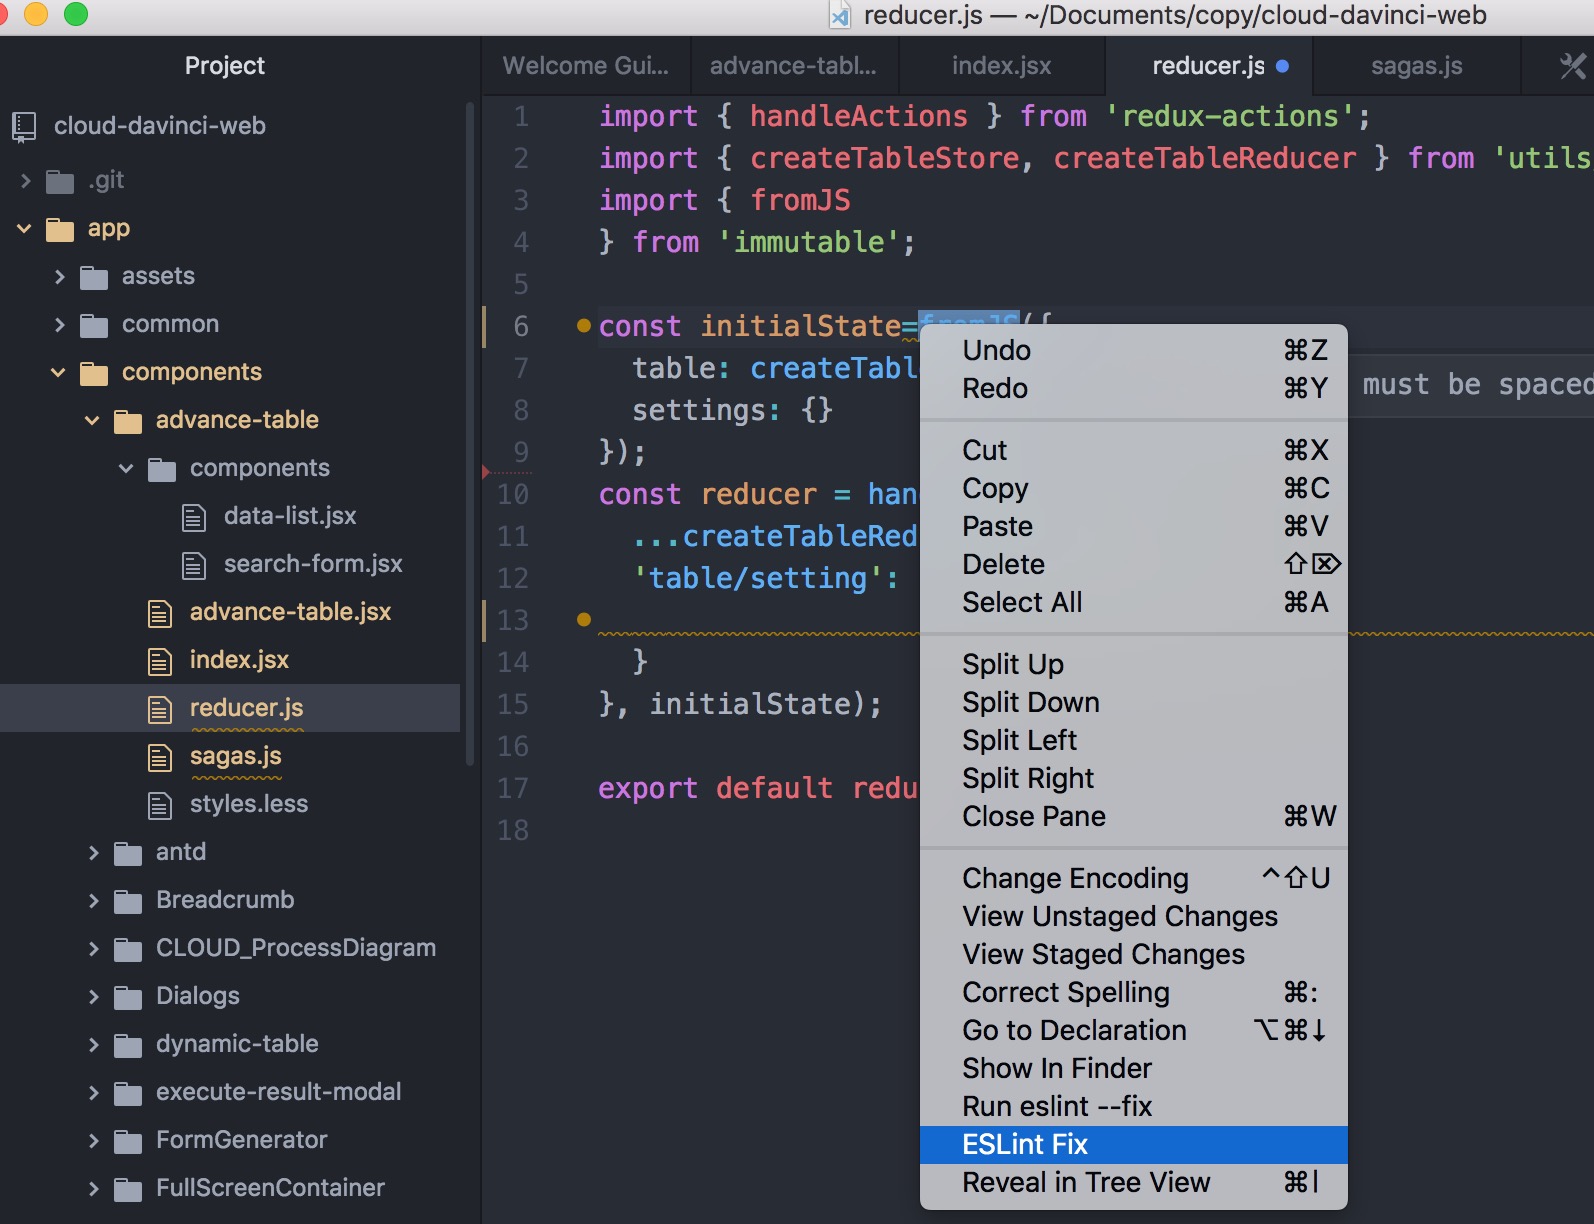 reducer.js — ~/Documents/copy/cloud-davinci-web
Project
cloud-davinci-web
.git
app
assets
common
components
advance-table
components
data-list.jsx
search-form.jsx
advance-table.jsx
index.jsx
reducer.js
sagas.js
styles.less
antd
Breadcrumb
CLOUD_ProcessDiagram
Dialogs
dynamic-table
execute-result-modal
FormGenerator
FullScreenContainer
Welcome Gui... advance-tabl... index.jsx reducer.js sagas.js
1 import { handleActions } from 'redux-actions';
2 import { createTableStore, createTableReducer } from 'utils
3 import { fromJS
4 } from 'immutable';
5
6 const initialState=fromJS({
7 table: createTabl
8 settings: {}
9 });
10 const reducer = han
11 ...createTableRed
12 'table/setting':
13
14 }
15 }, initialState);
16
17 export default redu
18
must be spaced
Undo ⌘Z
Redo ⌘Y
Cut ⌘X
Copy ⌘C
Paste ⌘V
Delete ⇧⌦
Select All ⌘A
Split Up
Split Down
Split Left
Split Right
Close Pane ⌘W
Change Encoding ^⇧U
View Unstaged Changes
View Staged Changes
Correct Spelling ⌘:
Go to Declaration ⌥⌘↓
Show In Finder
Run eslint --fix
ESLint Fix
Reveal in Tree View ⌘|